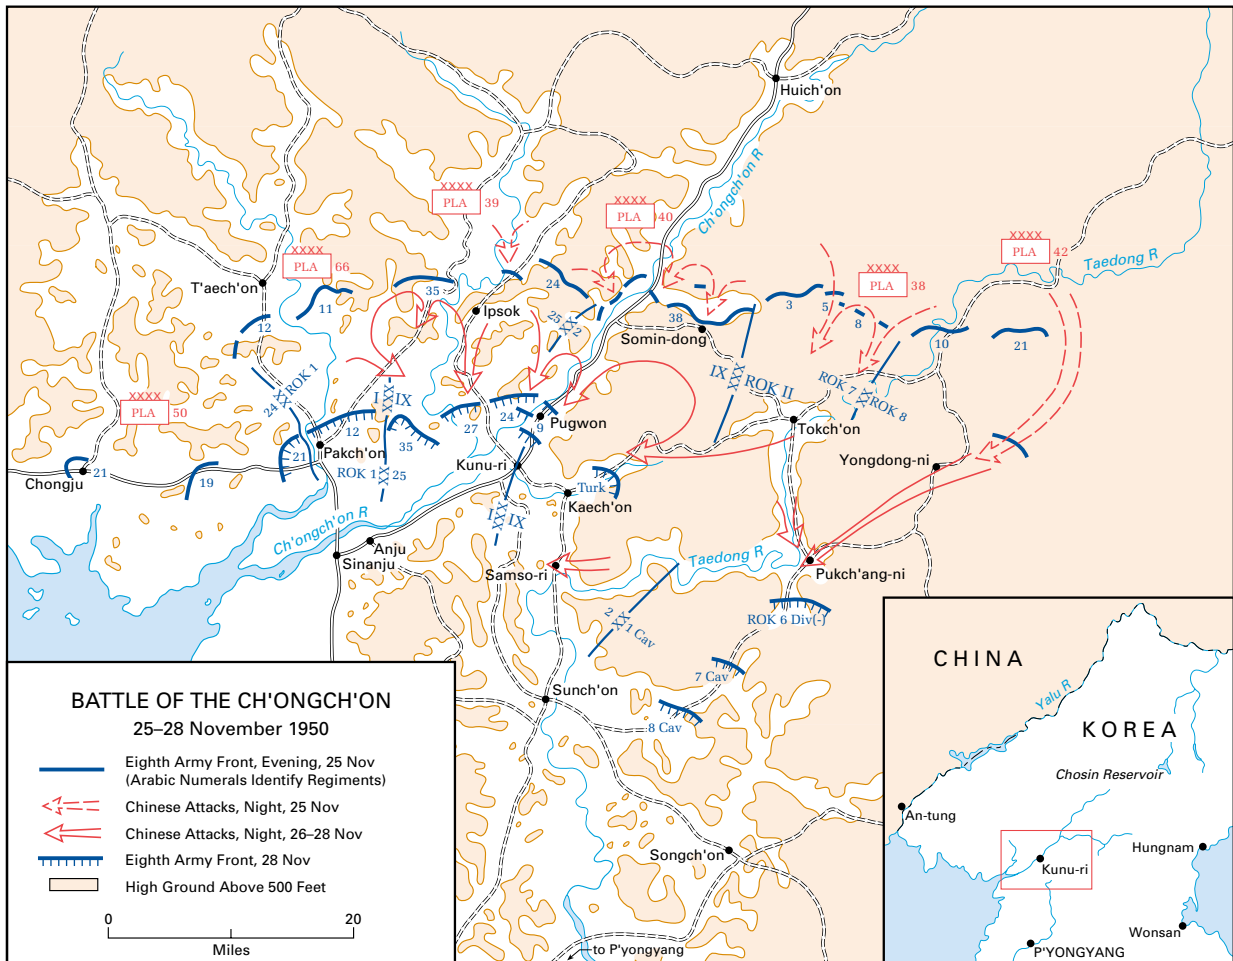 Huich'on
Ch'ongch'on R
XXXX
PLA 39
XXXX
PLA 40
XXXX
PLA 66
XXXX
PLA 42
XXXX
PLA 38
XXXX
PLA 50
Taedong R
T'aech'on
12
11
35
24
Ipsok
25
XX
2
38
Somin-dong
3
5
8
10
21
IX
XXXX
ROK II
ROK 7
XX
ROK 8
24
XX
ROK 1
I
XXX
IX
12
35
27
24
9
Pugwon
Tokch'on
Yongdong-ni
21
Pakch'on
ROK 1
XX
25
Kunu-ri
21
Chongju
19
Turk
Kaech'on
I
XXX
IX
Ch'ongch'on R
Anju
Sinanju
Samso-ri
Taedong R
Pukch'ang-ni
2
XX
1 Cav
ROK 6 Div(-)
7 Cav
8 Cav
Sunch'on
Songch'on
to P'yongyang
BATTLE OF THE CH'ONGCH'ON
25–28 November 1950
Eighth Army Front, Evening, 25 Nov
(Arabic Numerals Identify Regiments)
Chinese Attacks, Night, 25 Nov
Chinese Attacks, Night, 26–28 Nov
Eighth Army Front, 28 Nov
High Ground Above 500 Feet
0 20
Miles
CHINA
Yalu R
KOREA
Chosin Reservoir
An-tung
Hungnam
Kunu-ri
Wonsan
P'YONGYANG